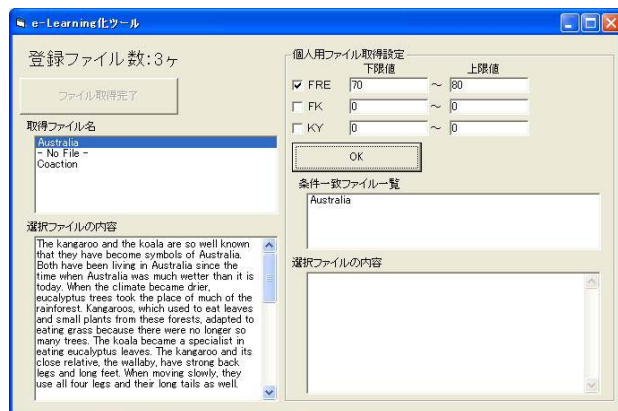 e-Learning化ツール
登録ファイル数:3ヶ
ファイル取得完了
取得ファイル名
Australia
- No File -
Coaction
選択ファイルの内容
The kangaroo and the koala are so well known
that they have become symbols of Australia.
Both have been living in Australia since the
time when Australia was much wetter than it is
today. When the climate became drier,
eucalyptus trees took the place of much of the
rainforest. Kangaroos, which used to eat leaves
and small plants from these forests, adapted to
eating grass because there were no longer so
many trees. The koala became a specialist in
eating eucalyptus leaves. The kangaroo and its
close relative, the wallaby, have strong back
legs and long feet. When moving slowly, they
use all four legs and their long tails as well.
個人用ファイル取得設定
下限値 上限値
FRE 70 ～ 80
FK 0 ～ 0
KY 0 ～ 0
OK
条件一致ファイル一覧
Australia
選択ファイルの内容